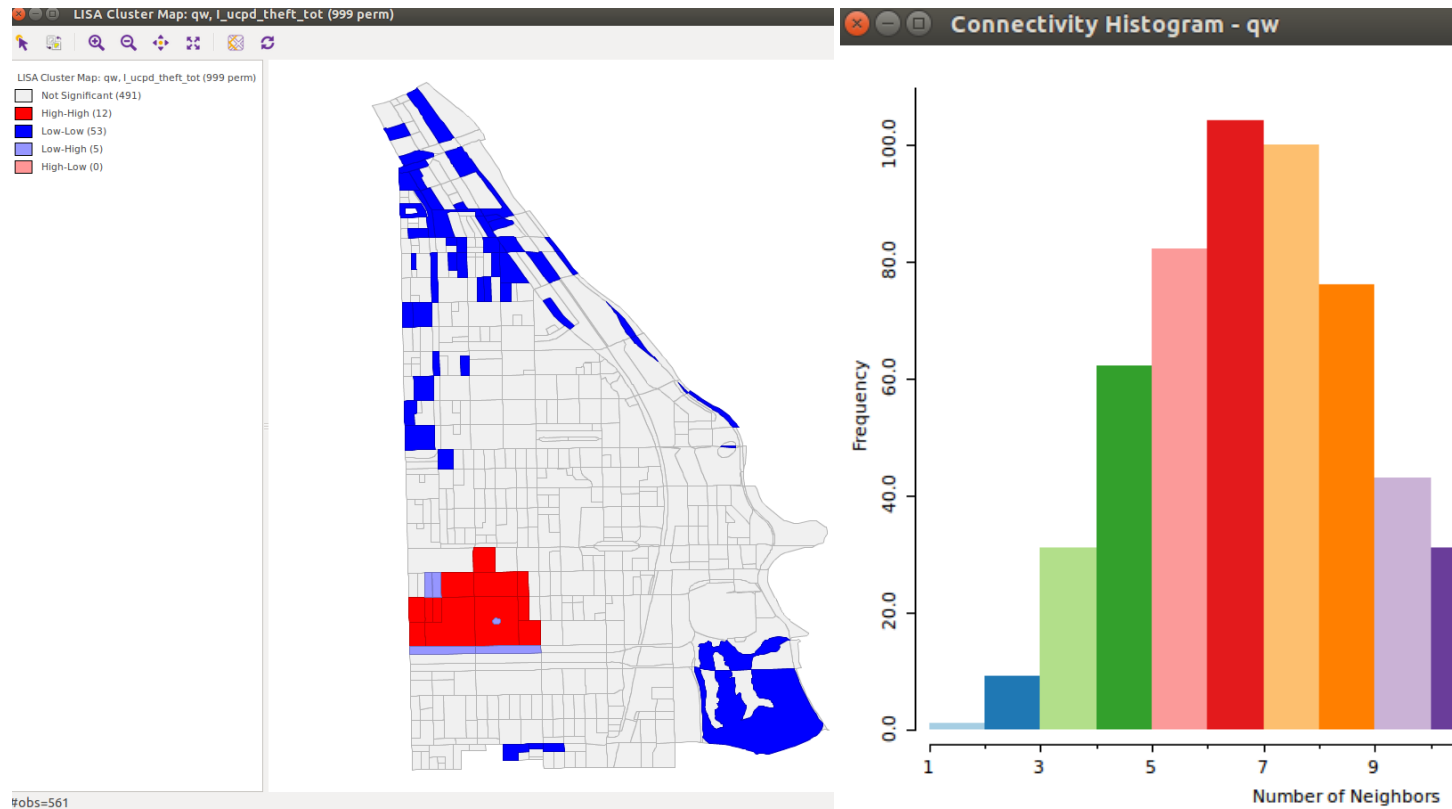 LISA Cluster Map: qw, I_ucpd_theft_tot (999 perm)
LISA Cluster Map: qw, I_ucpd_theft_tot (999 perm)
Not Significant (491)
High-High (12)
Low-Low (53)
Low-High (5)
High-Low (0)
#obs=561
Connectivity Histogram - qw
Frequency
100.0
80.0
60.0
40.0
20.0
0.0
1 3 5 7 9
Number of Neighbors